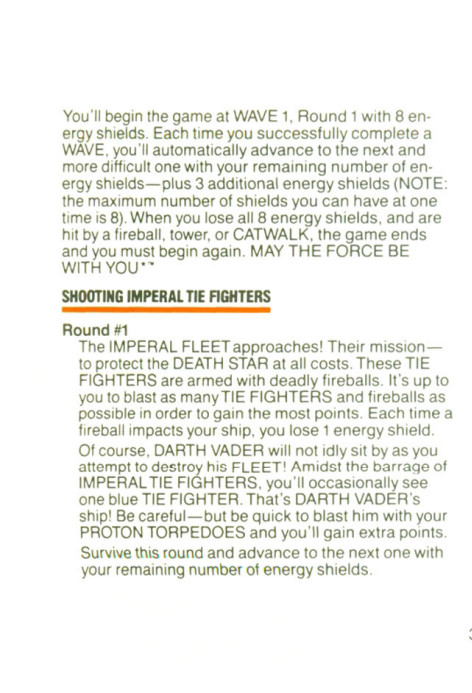 You'll begin the game at WAVE 1, Round 1 with 8 en-
ergy shields. Each time you successfully complete a
WAVE, you'll automatically advance to the next and
more difficult one with your remaining number of en-
ergy shields—plus 3 additional energy shields (NOTE:
the maximum number of shields you can have at one
time is 8). When you lose all 8 energy shields, and are
hit by a fireball, tower, or CATWALK, the game ends
and you must begin again. MAY THE FORCE BE
WITH YOU*™
SHOOTING IMPERAL TIE FIGHTERS
Round #1
The IMPERAL FLEET approaches! Their mission—
to protect the DEATH STAR at all costs. These TIE
FIGHTERS are armed with deadly fireballs. It's up to
you to blast as many TIE FIGHTERS and fireballs as
possible in order to gain the most points. Each time a
fireball impacts your ship, you lose 1 energy shield.
Of course, DARTH VADER will not idly sit by as you
attempt to destroy his FLEET! Amidst the barrage of
IMPERAL TIE FIGHTERS, you'll occasionally see
one blue TIE FIGHTER. That's DARTH VADER's
ship! Be careful—but be quick to blast him with your
PROTON TORPEDOES and you'll gain extra points.
Survive this round and advance to the next one with
your remaining number of energy shields.